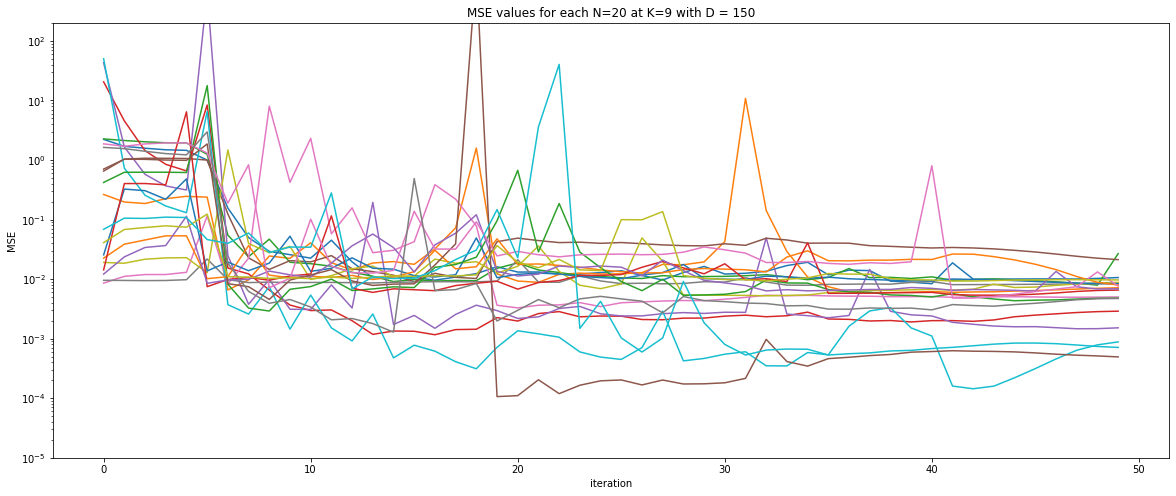 MSE values for each N=20 at K=9 with D = 150
MSE
10²
10¹
10⁰
10⁻¹
10⁻²
10⁻³
10⁻⁴
10⁻⁵
0 10 20 30 40 50
iteration